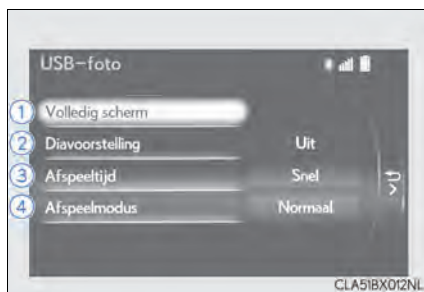 USB-foto
1 Volledig scherm
2 Diavoorstelling Uit
3 Afspeeltijd Snel
4 Afspeelmodus Normaal
CLA51BX012NL